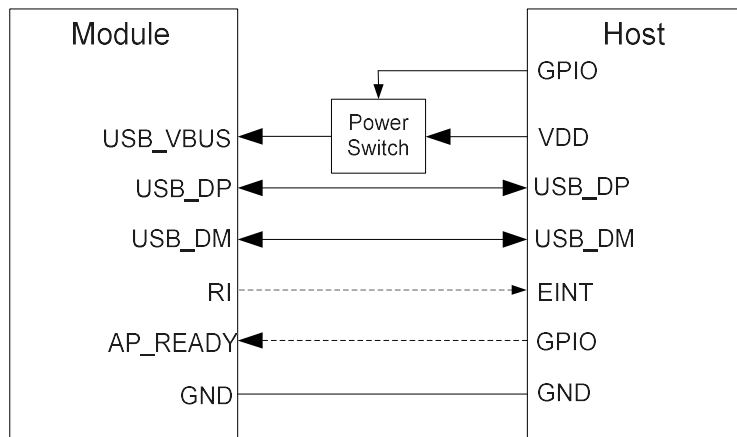 Module
Host
GPIO
Power
Switch
USB_VBUS
VDD
USB_DP
USB_DP
USB_DM
USB_DM
RI
EINT
AP_READY
GPIO
GND
GND